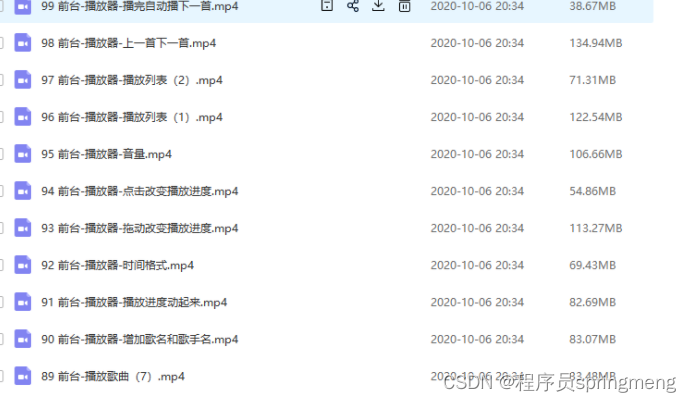 99 前台-播放器-播完自动播下一首.mp4 38.67MB
98 前台-播放器-上一首下一首.mp4 2020-10-06 20:34 134.94MB
97 前台-播放器-播放列表（2）.mp4 2020-10-06 20:34 71.31MB
96 前台-播放器-播放列表（1）.mp4 2020-10-06 20:34 122.54MB
95 前台-播放器-音量.mp4 2020-10-06 20:34 106.66MB
94 前台-播放器-点击改变播放进度.mp4 2020-10-06 20:34 54.86MB
93 前台-播放器-拖动改变播放进度.mp4 2020-10-06 20:34 113.27MB
92 前台-播放器-时间格式.mp4 2020-10-06 20:34 69.43MB
91 前台-播放器-播放进度动起来.mp4 2020-10-06 20:34 82.69MB
90 前台-播放器-增加歌名和歌手名.mp4 2020-10-06 20:34 83.07MB
89 前台-播放歌曲（7）.mp4 2020-10-06 20:34 83.48MB
CSDN @程序员springmeng